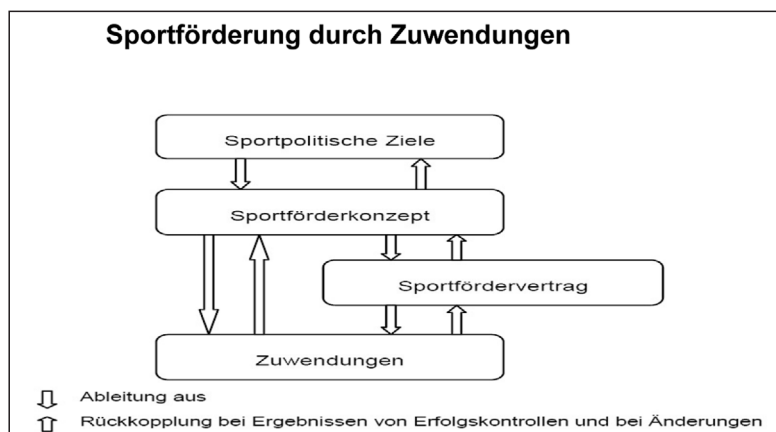 Sportförderung durch Zuwendungen
Sportpolitische Ziele
Sportförderkonzept
Sportfördervertrag
Zuwendungen
Ableitung aus
Rückkopplung bei Ergebnissen von Erfolgskontrollen und bei Änderungen